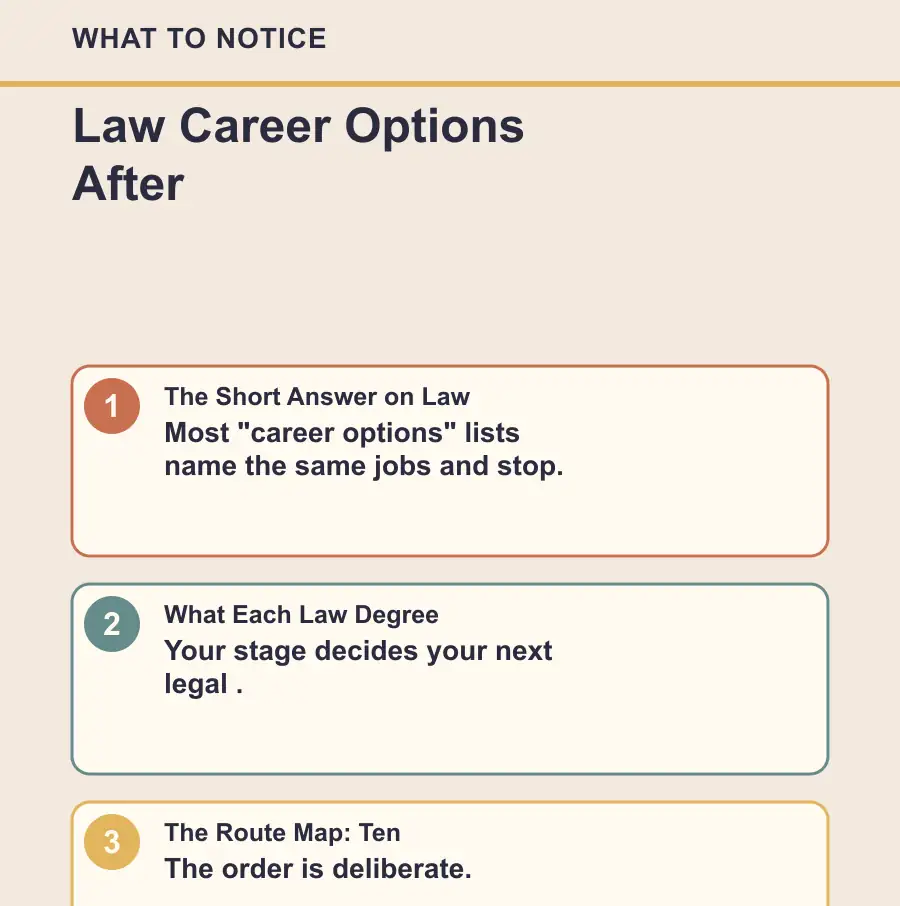 WHAT TO NOTICE
Law Career Options
After
1
The Short Answer on Law
Most "career options" lists
name the same jobs and stop.
2
What Each Law Degree
Your stage decides your next
legal .
3
The Route Map: Ten
The order is deliberate.